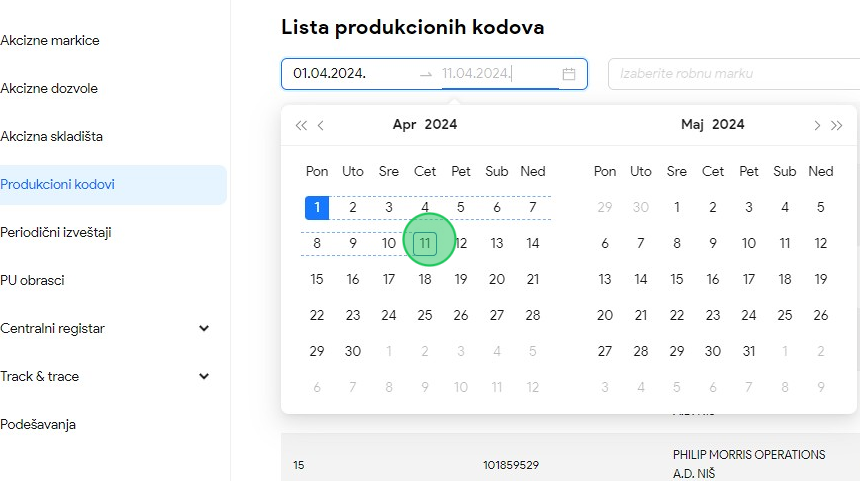 Lista produkcionih kodova
Akcizne markice
Akcizne dozvole
Akcizna skladišta
Produkcioni kodovi
Periodični izveštaji
PU obrasci
Centralni registar
Track & trace
Podešavanja
01.04.2024. → 11.04.2024.
Izaberite robnu marku
Apr 2024
Pon Uto Sre Čet Pet Sub Ned
1 2 3 4 5 6 7
8 9 10 11 12 13 14
15 16 17 18 19 20 21
22 23 24 25 26 27 28
29 30 1 2 3 4 5
6 7 8 9 10 11 12
Maj 2024
Pon Uto Sre Čet Pet Sub Ned
29 30 1 2 3 4 5
6 7 8 9 10 11 12
13 14 15 16 17 18 19
20 21 22 23 24 25 26
27 28 29 30 31 1 2
3 4 5 6 7 8 9
15 101859529 PHILIP MORRIS OPERATIONS
A.D. NIŠ